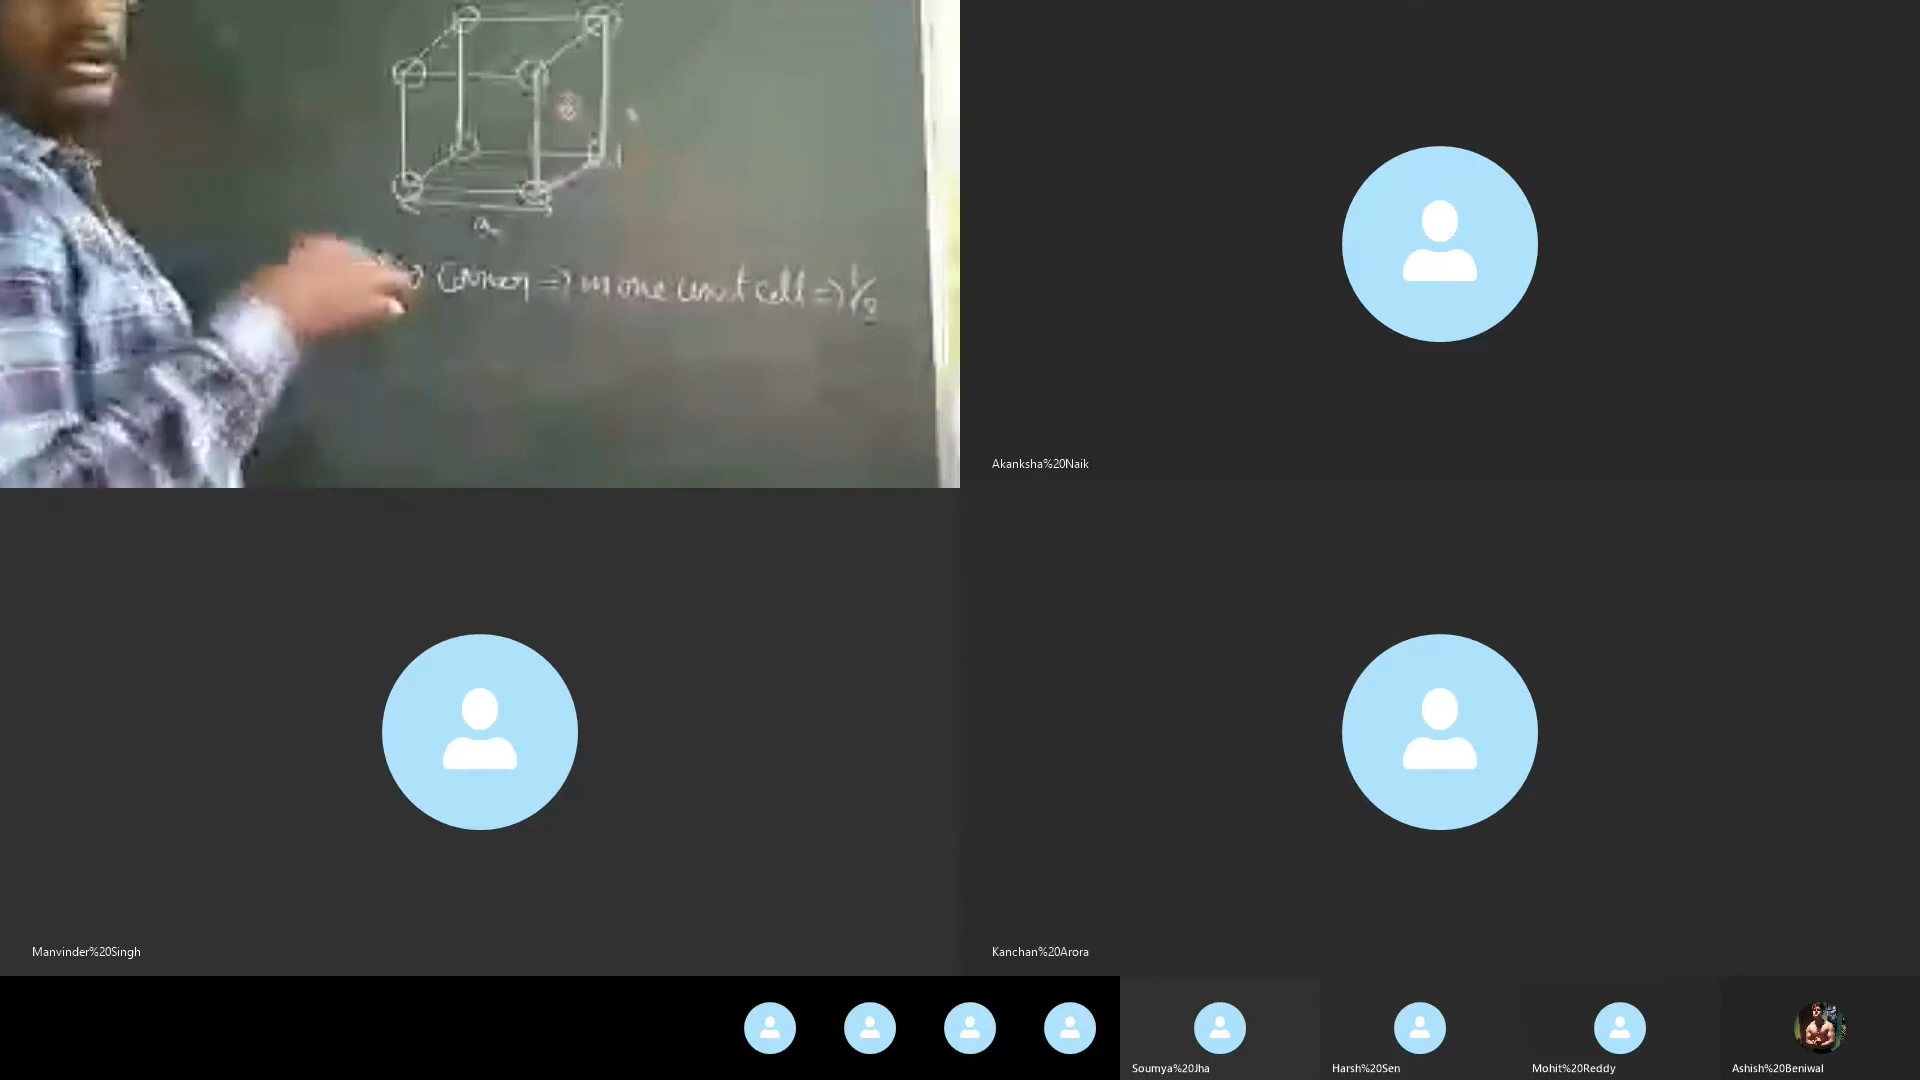 a
Corner => in one unit cell => 1/8
Akanksha%20Naik
Manvinder%20Singh
Kanchan%20Arora
Soumya%20Jha
Harsh%20Sen
Mohit%20Reddy
Ashish%20Beniwal